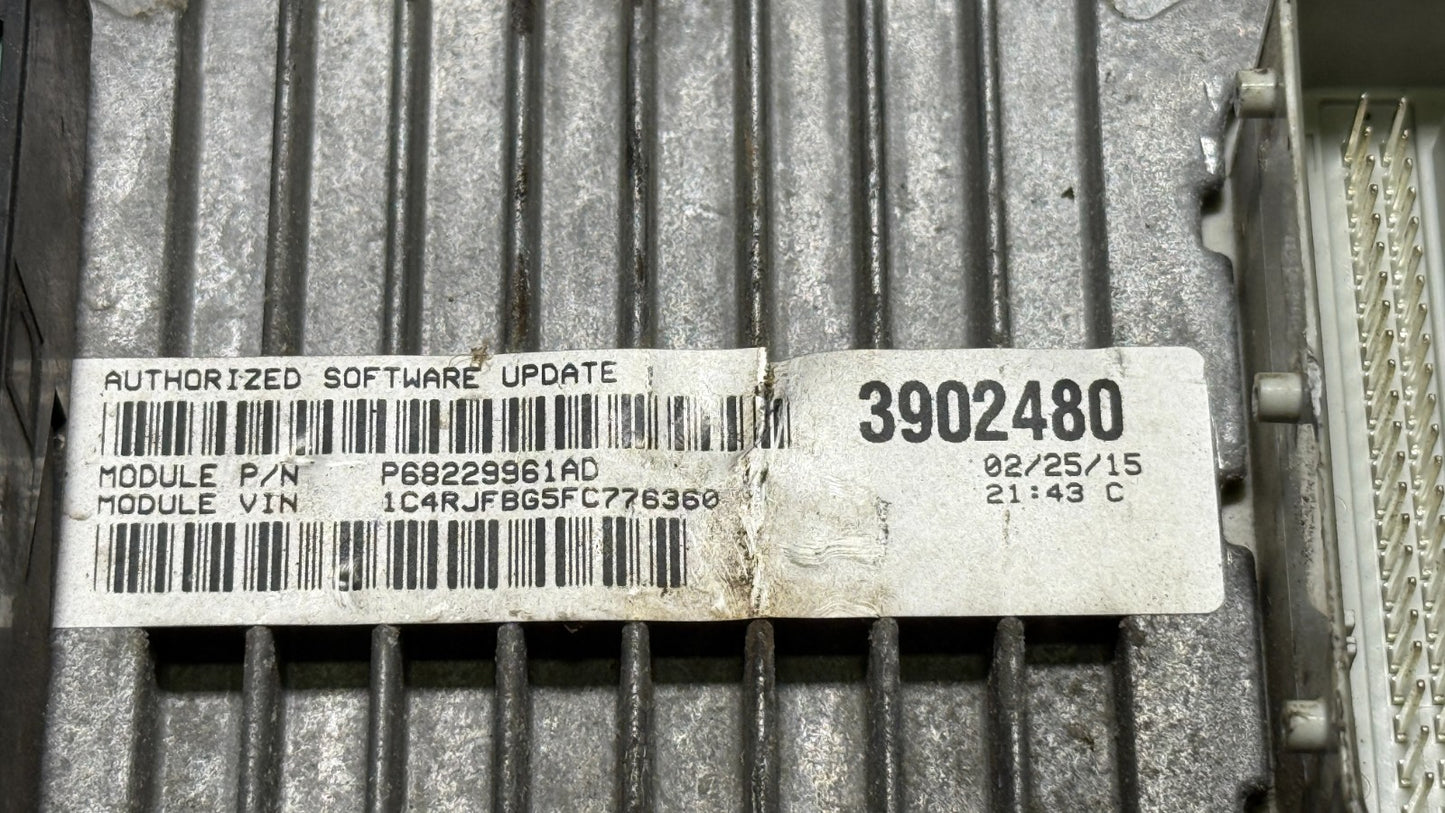 AUTHORIZED SOFTWARE UPDATE
3902480
MODULE P/N P68229961AD
MODULE VIN 1C4RJFBG5FC776360
02/25/15
21:43 C